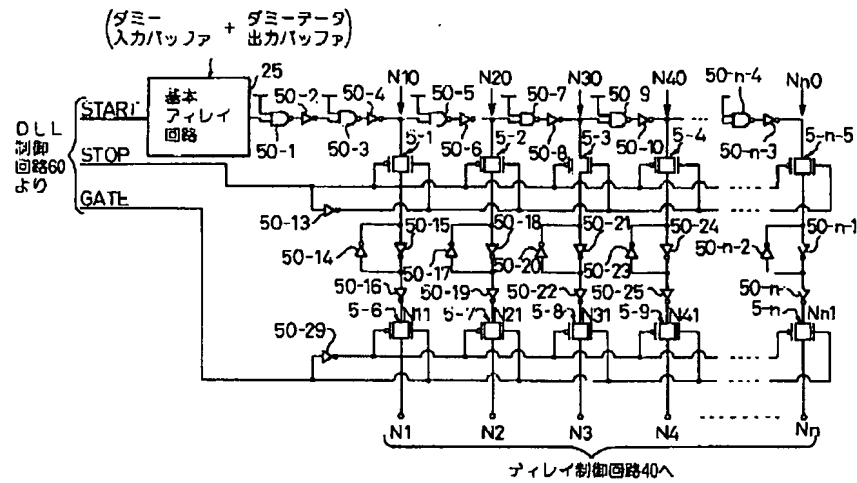 (ダミー 入力バッファ + ダミーデータ 出力バッファ)
25
N10 N20 N30 N40 Nn0
50-2 50-4 50-5 50-7 50 9 50-n-4
START
基本
ディレイ
回路
50-1 50-3 50-6 50-8 50-10 50-n-3
5-1 5-2 5-3 5-4 5-n-5
DLL
制御
回路60
より
STOP
GATE
50-13
50-15 50-18 50-21 50-24 50-n-1
50-14 50-17 50-20 50-23 50-n-2
50-16 50-19 50-22 50-25 50-n-
5-6 N11 5-7 N21 5-8 N31 5-9 N41 5-n Nn1
50-29
N1 N2 N3 N4 Nn
ディレイ制御回路40へ